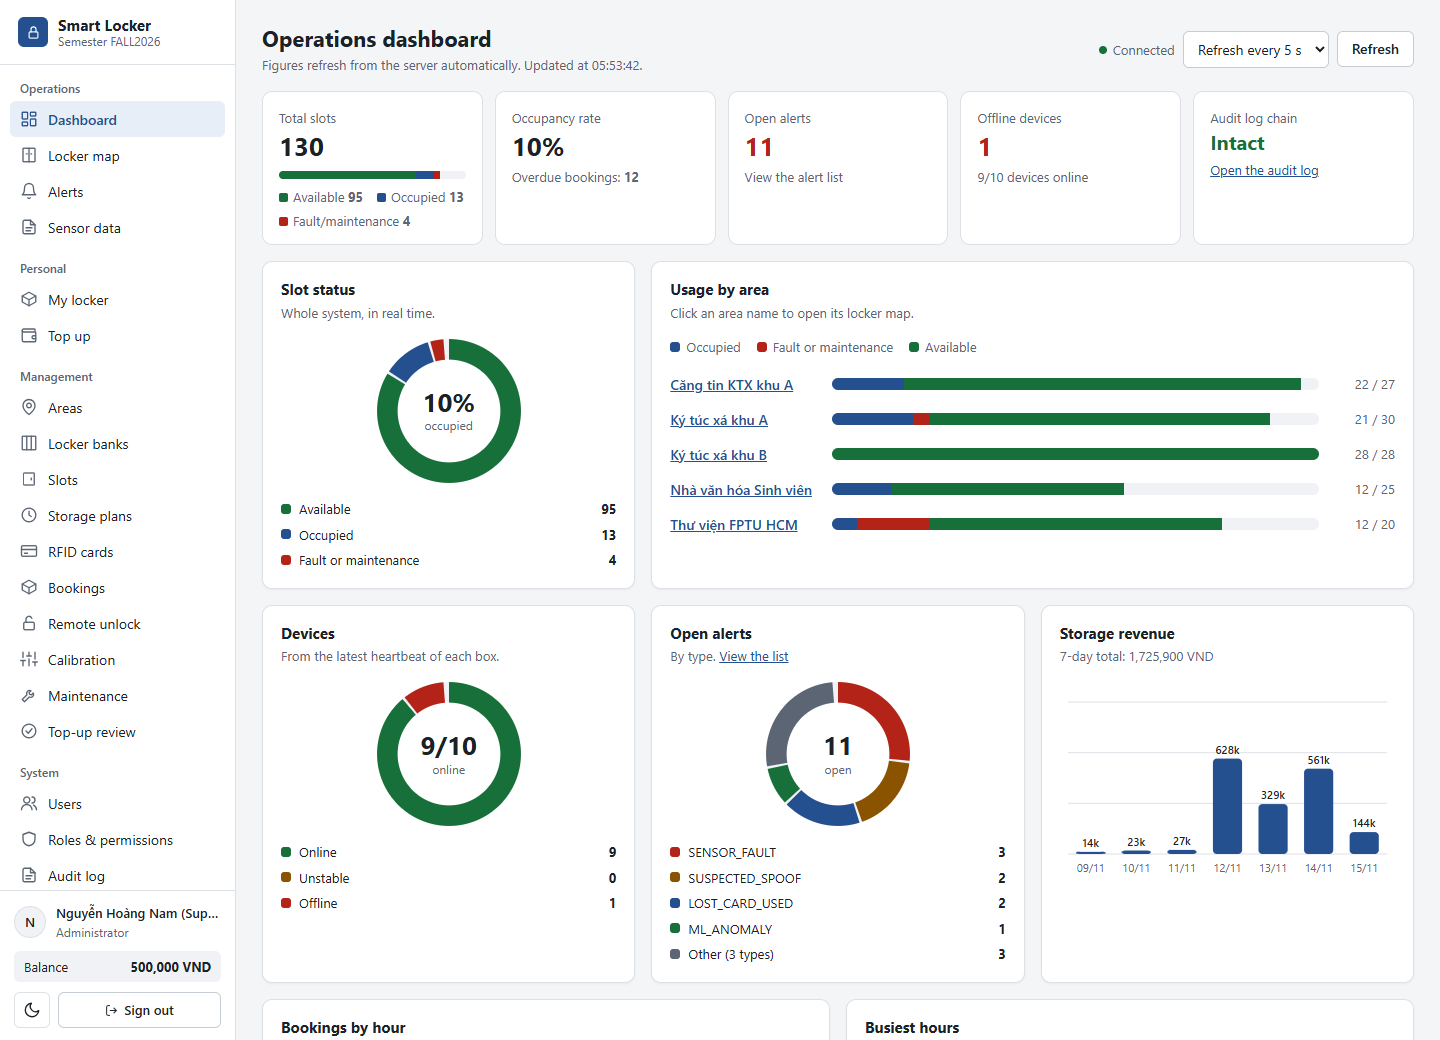 Smart Locker
Semester FALL2026
Operations
Dashboard
Locker map
Alerts
Sensor data
Personal
My locker
Top up
Management
Areas
Locker banks
Slots
Storage plans
RFID cards
Bookings
Remote unlock
Calibration
Maintenance
Top-up review
System
Users
Roles & permissions
Audit log
N
Nguyễn Hoàng Nam (Sup...
Administrator
Balance 500,000 VND
Sign out
Operations dashboard
Figures refresh from the server automatically. Updated at 05:53:42.
Connected
Refresh every 5 s
Refresh
Total slots
130
Available 95 Occupied 13
Fault/maintenance 4
Occupancy rate
10%
Overdue bookings: 12
Open alerts
11
View the alert list
Offline devices
1
9/10 devices online
Audit log chain
Intact
Open the audit log
Slot status
Whole system, in real time.
10%
occupied
Available 95
Occupied 13
Fault or maintenance 4
Usage by area
Click an area name to open its locker map.
Occupied Fault or maintenance Available
Căng tin KTX khu A 22 / 27
Ký túc xá khu A 21 / 30
Ký túc xá khu B 28 / 28
Nhà văn hóa Sinh viên 12 / 25
Thư viện FPTU HCM 12 / 20
Devices
From the latest heartbeat of each box.
9/10
online
Online 9
Unstable 0
Offline 1
Open alerts
By type. View the list
11
open
SENSOR_FAULT 3
SUSPECTED_SPOOF 2
LOST_CARD_USED 2
ML_ANOMALY 1
Other (3 types) 3
Storage revenue
7-day total: 1,725,900 VND
14k 23k 27k 628k 329k 561k 144k
09/11 10/11 11/11 12/11 13/11 14/11 15/11
Bookings by hour
Busiest hours